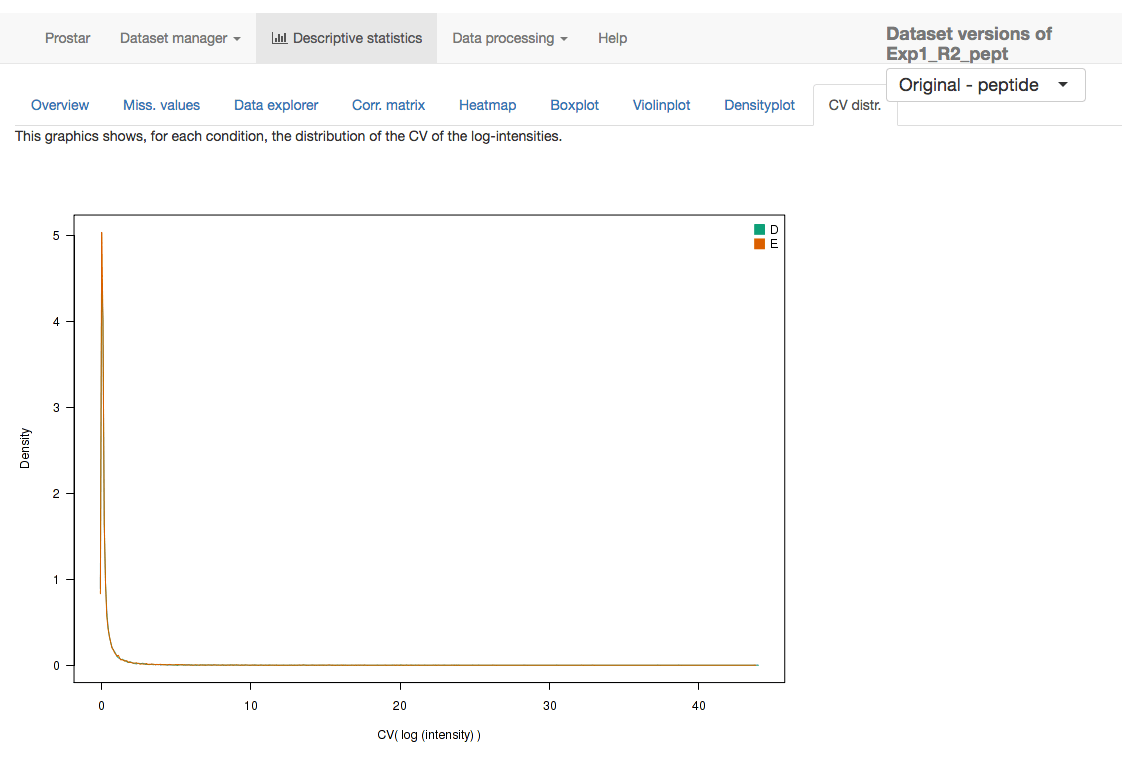 Prostar Dataset manager Descriptive statistics Data processing Help
Dataset versions of
Exp1_R2_pept
Original - peptide
Overview Miss. values Data explorer Corr. matrix Heatmap Boxplot Violinplot Densityplot CV distr.
This graphics shows, for each condition, the distribution of the CV of the log-intensities.
D
E
5
4
3
2
1
0
Density
0 10 20 30 40
CV( log (intensity) )